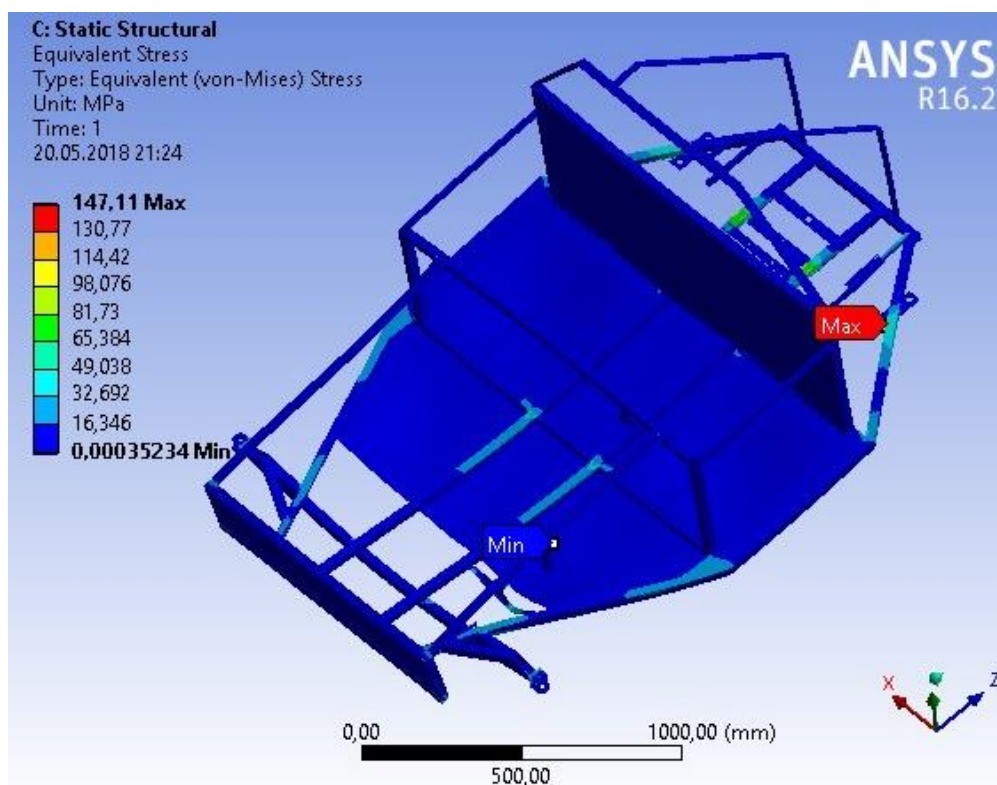 C: Static Structural
Equivalent Stress
Type: Equivalent (von-Mises) Stress
Unit: MPa
Time: 1
20.05.2018 21:24
ANSYS
R16.2
147,11 Max
130,77
114,42
98,076
81,73
65,384
49,038
32,692
16,346
0,00035234 Min
Max
Min
X
Z
0,00
1000,00 (mm)
500,00